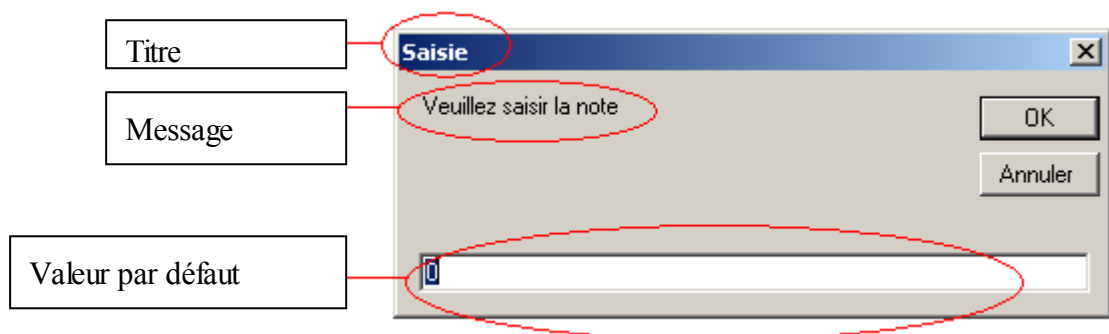 Titre
Saisie
Message
Veuillez saisir la note
OK
Annuler
Valeur par défaut
0